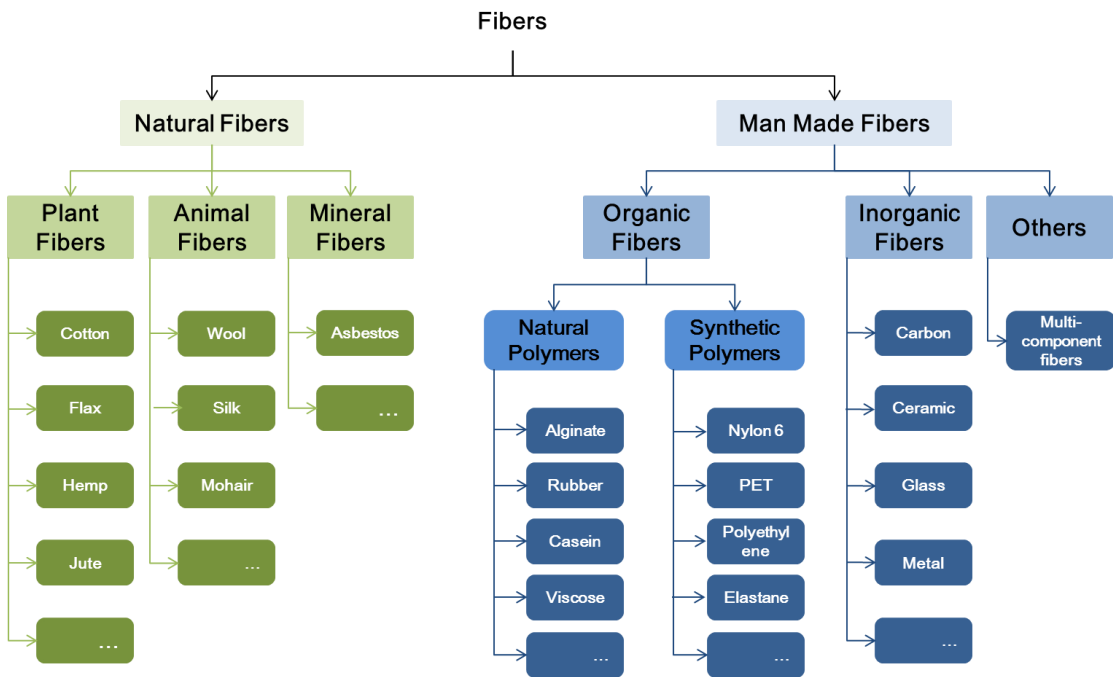 Fibers
Natural Fibers
Man Made Fibers
Plant
Fibers
Animal
Fibers
Mineral
Fibers
Organic
Fibers
Inorganic
Fibers
Others
Cotton
Flax
Hemp
Jute
...
Wool
Silk
Mohair
...
Asbestos
...
Natural
Polymers
Alginate
Rubber
Casein
Viscose
...
Synthetic
Polymers
Nylon 6
PET
Polyethyl
ene
Elastane
...
Carbon
Ceramic
Glass
Metal
...
Multi-
component
fibers